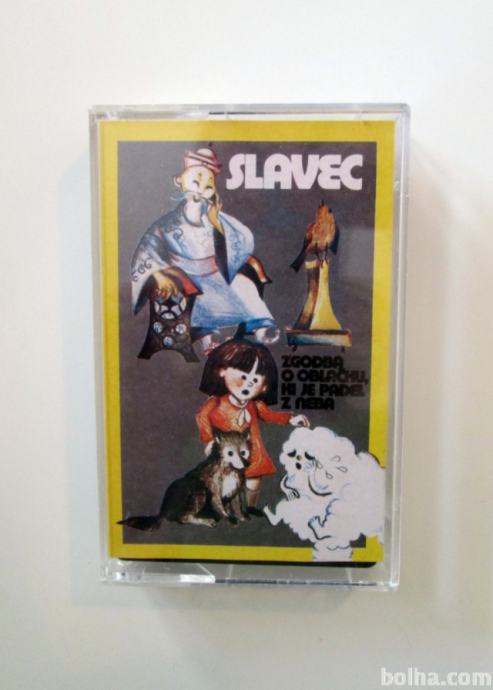 SLAVEC
ZGODBA
O OBLAČKU,
KI JE PADEL
Z NEBA
bolha.com